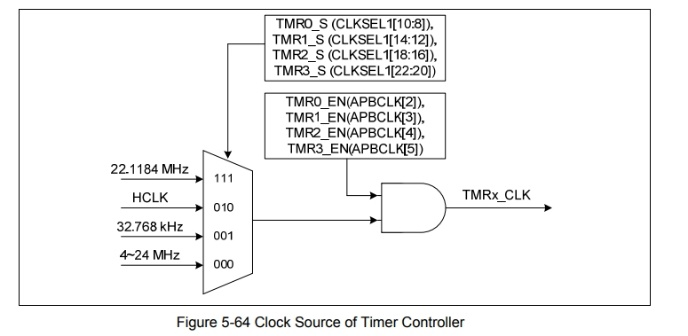 TMR0_S (CLKSEL1[10:8]),
TMR1_S (CLKSEL1[14:12]),
TMR2_S (CLKSEL1[18:16]),
TMR3_S (CLKSEL1[22:20])
TMR0_EN(APBCLK[2]),
TMR1_EN(APBCLK[3]),
TMR2_EN(APBCLK[4]),
TMR3_EN(APBCLK[5])
22.1184 MHz
111
HCLK
010
32.768 kHz
001
4~24 MHz
000
TMRx_CLK
Figure 5-64 Clock Source of Timer Controller